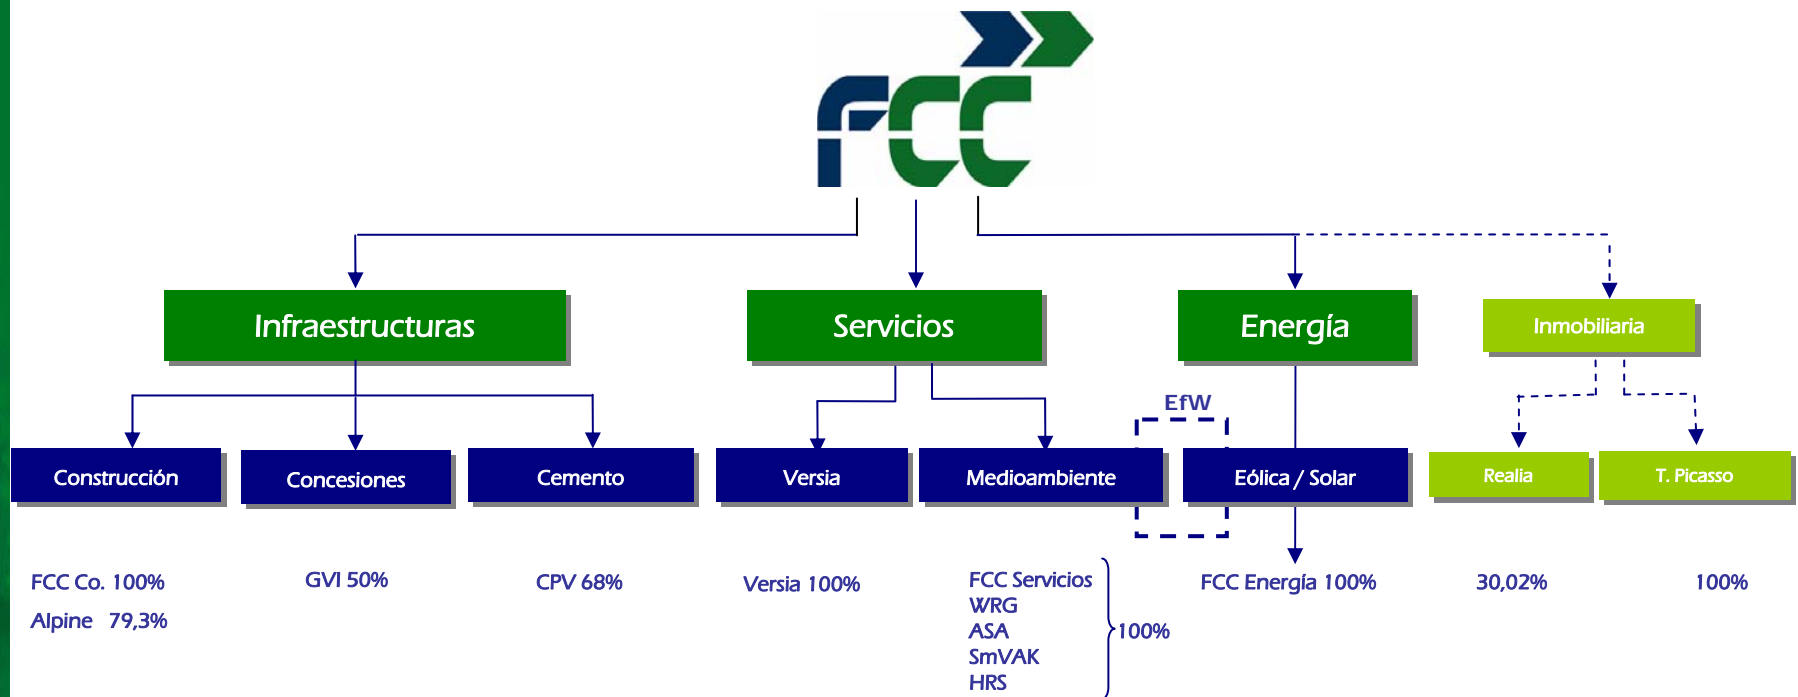 FCC
Infraestructuras
Servicios
Energía
Inmobiliaria
EfW
Construcción
Concesiones
Cemento
Versia
Medioambiente
Eólica / Solar
Realia
T. Picasso
FCC Co. 100%
Alpine 79,3%
GVI 50%
CPV 68%
Versia 100%
FCC Servicios
WRG
ASA
SmVAK
HRS
100%
FCC Energía 100%
30,02%
100%